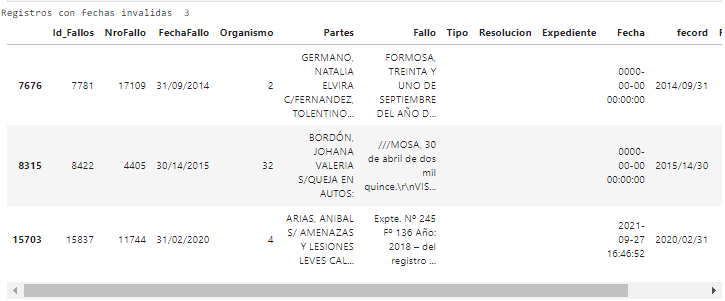 Registros con fechas invalidas 3
Id_Fallos NroFallo FechaFallo Organismo Partes Fallo Tipo Resolucion Expediente Fecha fecord
7676 7781 17109 31/09/2014 2 GERMANO, NATALIA ELVIRA C/FERNANDEZ, TOLENTINO... FORMOSA, TREINTA Y UNO DE SEPTIEMBRE DEL AÑO D... 0000-00-00 00:00:00 2014/09/31
8315 8422 4405 30/14/2015 32 BORDÓN, JOHANA VALERIA S/QUEJA EN AUTOS: ///MOSA, 30 de abril de dos mil quince.\r\nVIS... 0000-00-00 00:00:00 2015/14/30
15703 15837 11744 31/02/2020 4 ARIAS, ANIBAL S/ AMENAZAS Y LESIONES LEVES CAL... Expte. Nº 245 Fº 136 Año: 2018 – del registro ... 2021-09-27 16:46:52 2020/02/31